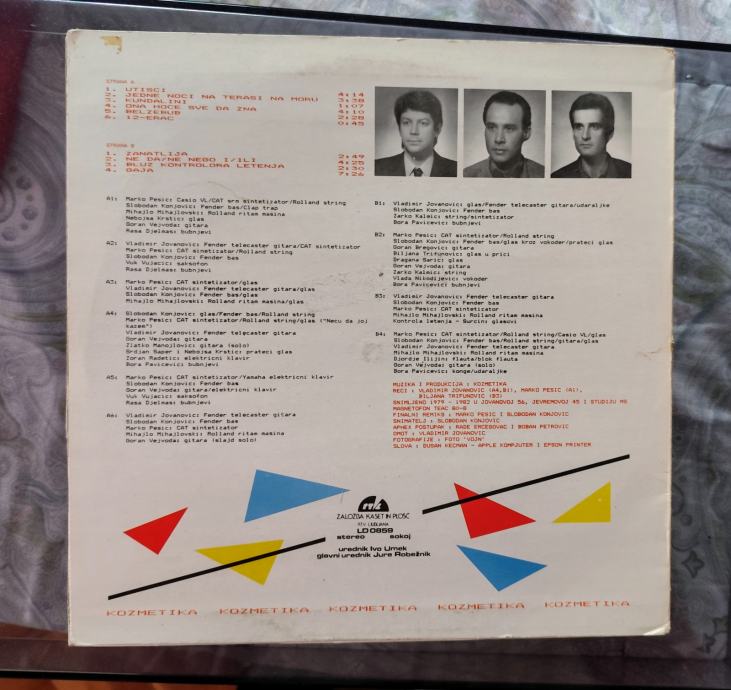 STRANA A
1. UTISCI 4:14
2. JEDNE NOCI NA TERASI NA MORU 3:38
3. KUNDALINI 1:07
4. ONA HOCE SVE DA ZNA 4:10
5. BELZEBUB 2:28
6. 12-ERAC 0:45
STRANA B
1. ZANATLIJA 2:49
2. NE DA/NE NEGO I/ILI 4:25
3. BLUZ KONTROLORA LETENJA 2:30
4. GAJA 7:26
A1: Marko Pesic: Casio VL/CAT srm sintetizator/Rolland string
Slobodan Konjovic: Fender bas/Clap trap
Mihajlo Mihajlovski: Rolland ritam masina
Nebojsa Krstic: glas
Goran Vejvoda: gitara
Rasa Djelmas: bubnjevi
A2: Vladimir Jovanovic: Fender telecaster gitara/CAT sintetizator
Marko Pesic: CAT sintetizator/Rolland string
Slobodan Konjovic: Fender bas
Vuk Vujacic: saksofon
Rasa Djelmas: bubnjevi
A3: Marko Pesic: CAT sintetizator/glas
Vladimir Jovanovic: Fender telecaster gitara/glas
Slobodan Konjovic: Fender bas/glas
Mihajlo Mihajlovski: Rolland ritam masina/glas
A4: Slobodan Konjovic: glas/Fender bas/Rolland string
Marko Pesic: CAT sintetizator/Rolland string/glas ("Necu da joj
kazem")
Vladimir Jovanovic: Fender telecaster gitara
Goran Vejvoda: gitara
Zlatko Manojlovic: gitara (solo)
Srdjan Saper i Nebojsa Krstic: prateci glas
Zoran Radetic: elektricni klavir
Bora Pavicevic: bubnjevi
A5: Marko Pesic: CAT sintetizator/Yamaha elektricni klavir
Slobodan Konjovic: Fender bas
Goran Vejvoda: gitara/elektricni klavir
Vuk Vujacic: saksofon
Rasa Djelmas: bubnjevi
A6: Vladimir Jovanovic: Fender telecaster gitara
Slobodan Konjovic: Fender bas
Marko Pesic: CAT sintetizator
Mihajlo Mihajlovski: Rolland ritam masina
Goran Vejvoda: gitara (slajd solo)
B1: Vladimir Jovanovic: glas/Fender telecaster gitara/udaraljke
Slobodan Konjovic: Fender bas
Zarko Kalmic: string/sintetizator
Bora Pavicevic: bubnjevi
B2: Marko Pesic: CAT sintetizator/Rolland string
Slobodan Konjovic: Fender bas/glas kroz vokoder/prateci glas
Goran Bregovic: gitara
Biljana Trifunovic: glas u prici
Dragana Saric: glas
Goran Vejvoda: gitara
Zarko Kalmic: string
Vlada Nikodijevic: vokoder
Bora Pavicevic: bubnjevi
B3: Vladimir Jovanovic: Fender telecaster gitara
Slobodan Konjovic: Fender bas
Marko Pesic: CAT sintetizator
Mihajlo Mihajlovski: Rolland ritam masina
Kontrola letenja - Surcin: glasovi
B4: Marko Pesic: CAT sintetizator/Rolland string/Casio VL/glas
Slobodan Konjovic: Fender bas/Rolland string/gitara/glas
Vladimir Jovanovic: Fender telecaster gitara/glas
Mihajlo Mihajlovski: Rolland ritam masina
Djordje Ilijin: flauta/blok flauta
Goran Vejvoda: gitara (solo)
Bora Pavicevic: konge/udaraljke
MUZIKA I PRODUKCIJA : KOZMETIKA
RECI : VLADIMIR JOVANOVIC (A4,B1), MARKO PESIC (A1),
BILJANA TRIFUNOVIC (B3)
SNIMLJENO 1979 - 1982 U JOVANOVOJ 56, JEVREMOVOJ 45 I STUDIJU MS
MAGNETOFON TEAC 80-8
FINALNI REMIKS : MARKO PESIC I SLOBODAN KONJOVIC
SNIMATELJ : SLOBODAN KONJOVIC
APHEX POSTUPAK : RADE ERCEGOVAC I BOBAN PETROVIC
OMOT : VLADIMIR JOVANOVIC
FOTOGRAFIJE : FOTO "VOJN"
SLOVA : DUSAN KECMAN - APPLE KOMPJUTER I EPSON PRINTER
rtvl
ZALOŽBA KASET IN PLOŠČ
RTV LJUBLJANA
LD 0859
stereo sokoj
urednik Ivo Umek
glavni urednik Jure Robežnik
KOZMETIKA KOZMETIKA KOZMETIKA KOZMETIKA KOZMETIKA